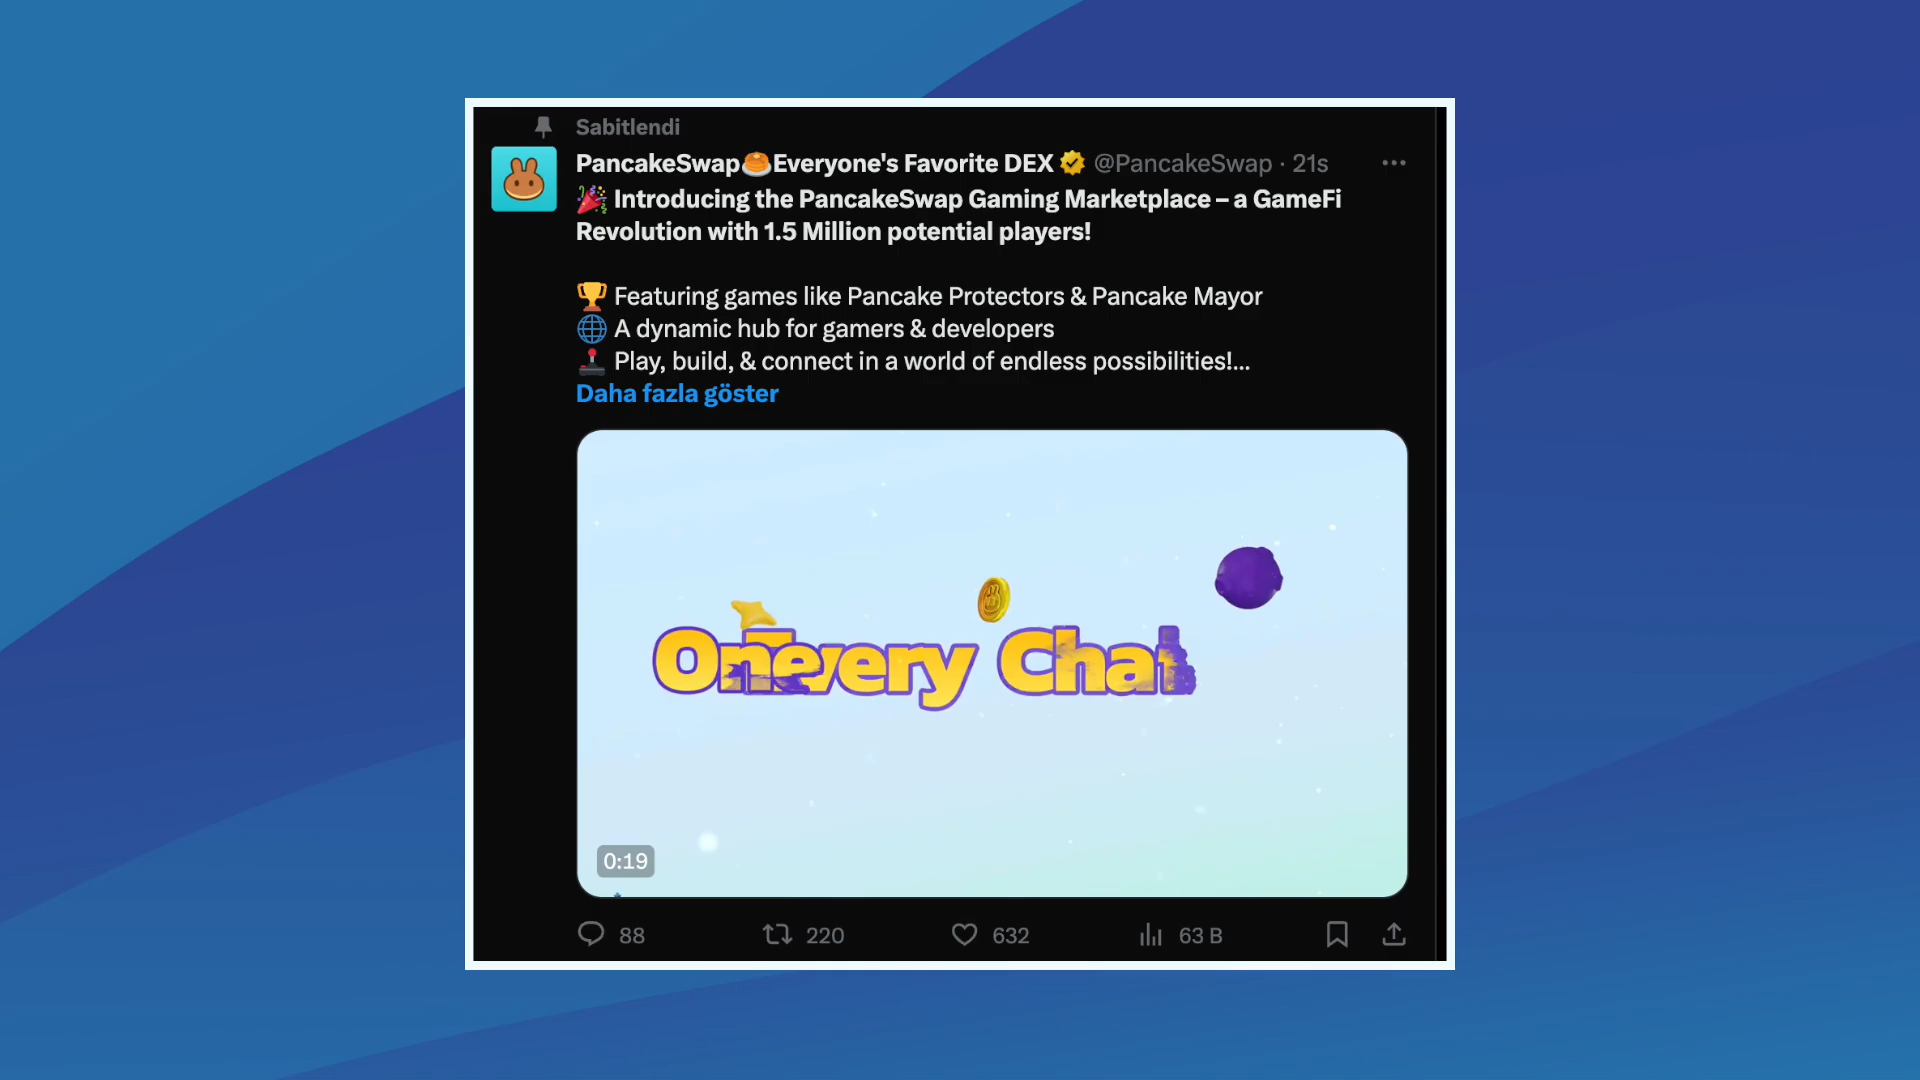 Sabitlendi
PancakeSwap🥞Everyone's Favorite DEX @PancakeSwap · 21s
🎉 Introducing the PancakeSwap Gaming Marketplace – a GameFi
Revolution with 1.5 Million potential players!
🏆 Featuring games like Pancake Protectors & Pancake Mayor
🌐 A dynamic hub for gamers & developers
🕹️ Play, build, & connect in a world of endless possibilities!...
Daha fazla göster
0:19
88 220 632 63 B